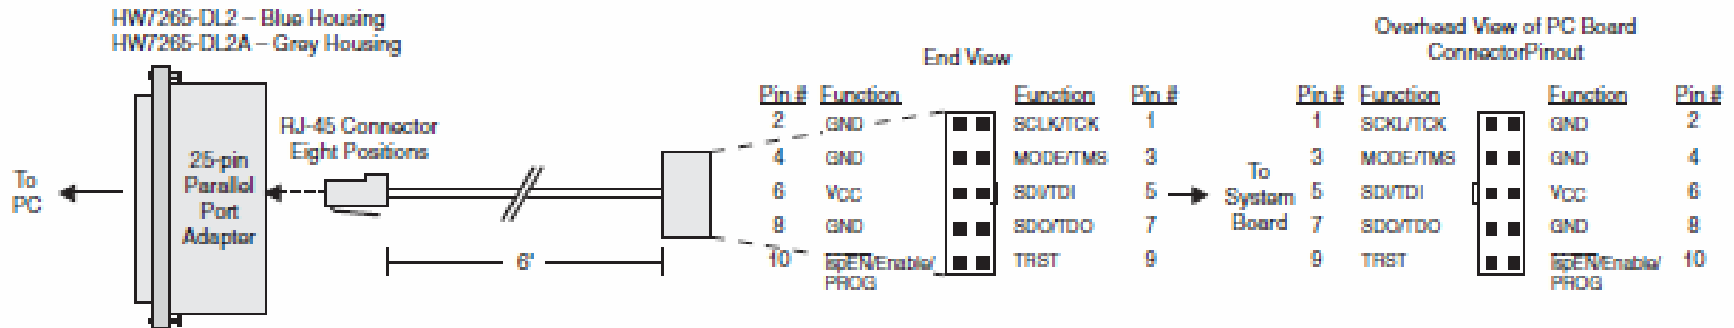 HW7265-DL2 – Blue Housing
HW7265-DL2A – Grey Housing
To
PC
25-pin
Parallel
Port
Adapter
RJ-45 Connector
Eight Positions
6'
End View
Pin # Function Function Pin #
2 GND SCLK/TCK 1
4 GND MODE/TMS 3
6 VCC SDI/TDI 5
8 GND SDO/TDO 7
10 ispEN/Enable/ TRST 9
PROG
To
System
Board
Overhead View of PC Board
ConnectorPinout
Pin # Function Function Pin #
1 SCKL/TCK GND 2
3 MODE/TMS GND 4
5 SDI/TDI VCC 6
7 SDO/TDO GND 8
9 TRST ispEN/Enable/ 10
PROG